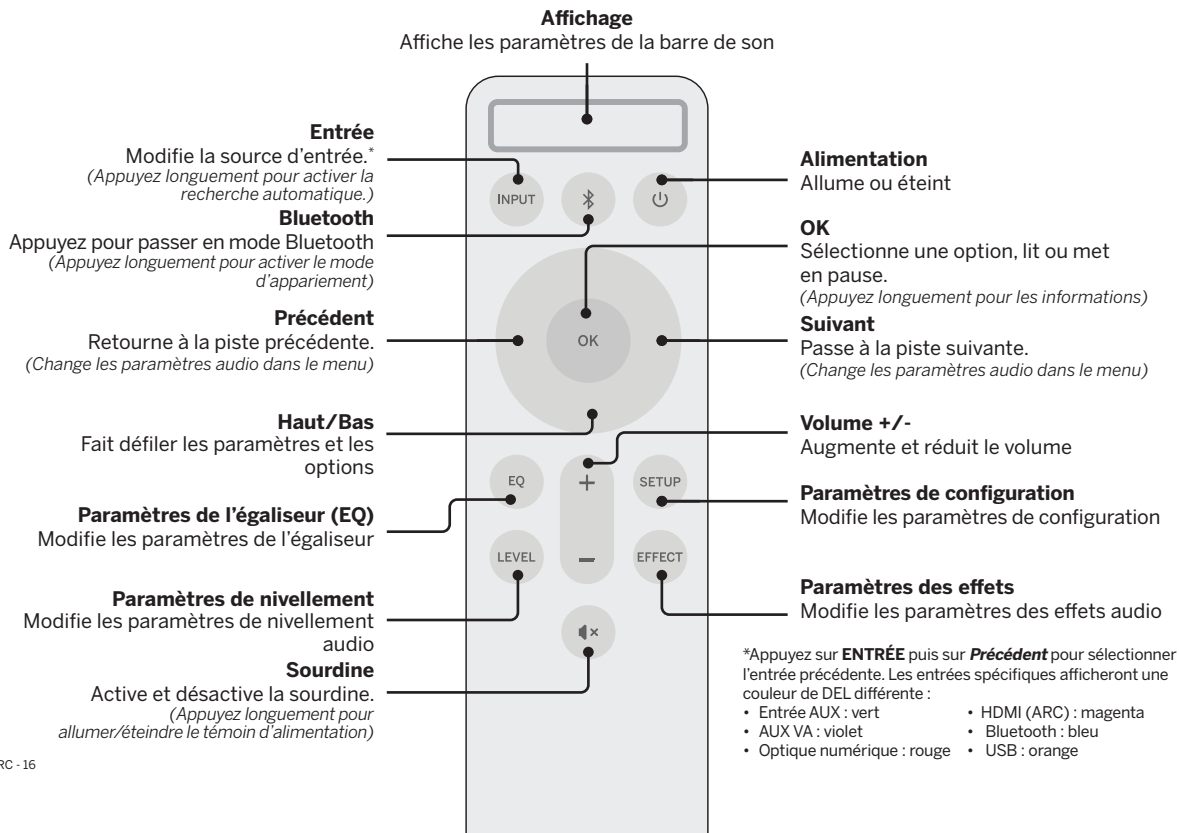 Affichage
Affiche les paramètres de la barre de son
Entrée
Modifie la source d'entrée.*
(Appuyez longuement pour activer la
recherche automatique.)
Bluetooth
Appuyez pour passer en mode Bluetooth
(Appuyez longuement pour activer le mode
d'appariement)
Précédent
Retourne à la piste précédente.
(Change les paramètres audio dans le menu)
Haut/Bas
Fait défiler les paramètres et les
options
Paramètres de l'égaliseur (EQ)
Modifie les paramètres de l'égaliseur
Paramètres de nivellement
Modifie les paramètres de nivellement
audio
Sourdine
Active et désactive la sourdine.
(Appuyez longuement pour
allumer/éteindre le témoin d'alimentation)
INPUT
OK
EQ
+
SETUP
LEVEL
–
EFFECT
Alimentation
Allume ou éteint
OK
Sélectionne une option, lit ou met
en pause.
(Appuyez longuement pour les informations)
Suivant
Passe à la piste suivante.
(Change les paramètres audio dans le menu)
Volume +/-
Augmente et réduit le volume
Paramètres de configuration
Modifie les paramètres de configuration
Paramètres des effets
Modifie les paramètres des effets audio
*Appuyez sur ENTRÉE puis sur Précédent pour sélectionner
l'entrée précédente. Les entrées spécifiques afficheront une
couleur de DEL différente :
• Entrée AUX : vert • HDMI (ARC) : magenta
• AUX VA : violet • Bluetooth : bleu
• Optique numérique : rouge • USB : orange
RC - 16